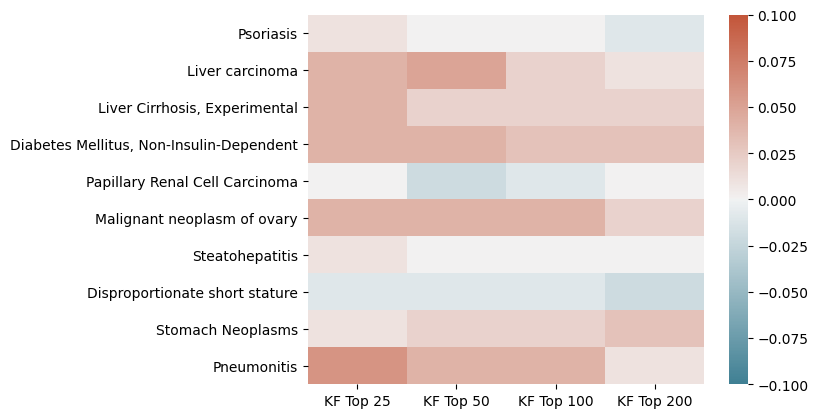 Psoriasis
Liver carcinoma
Liver Cirrhosis, Experimental
Diabetes Mellitus, Non-Insulin-Dependent
Papillary Renal Cell Carcinoma
Malignant neoplasm of ovary
Steatohepatitis
Disproportionate short stature
Stomach Neoplasms
Pneumonitis
KF Top 25
KF Top 50
KF Top 100
KF Top 200
0.100
0.075
0.050
0.025
0.000
−0.025
−0.050
−0.075
−0.100